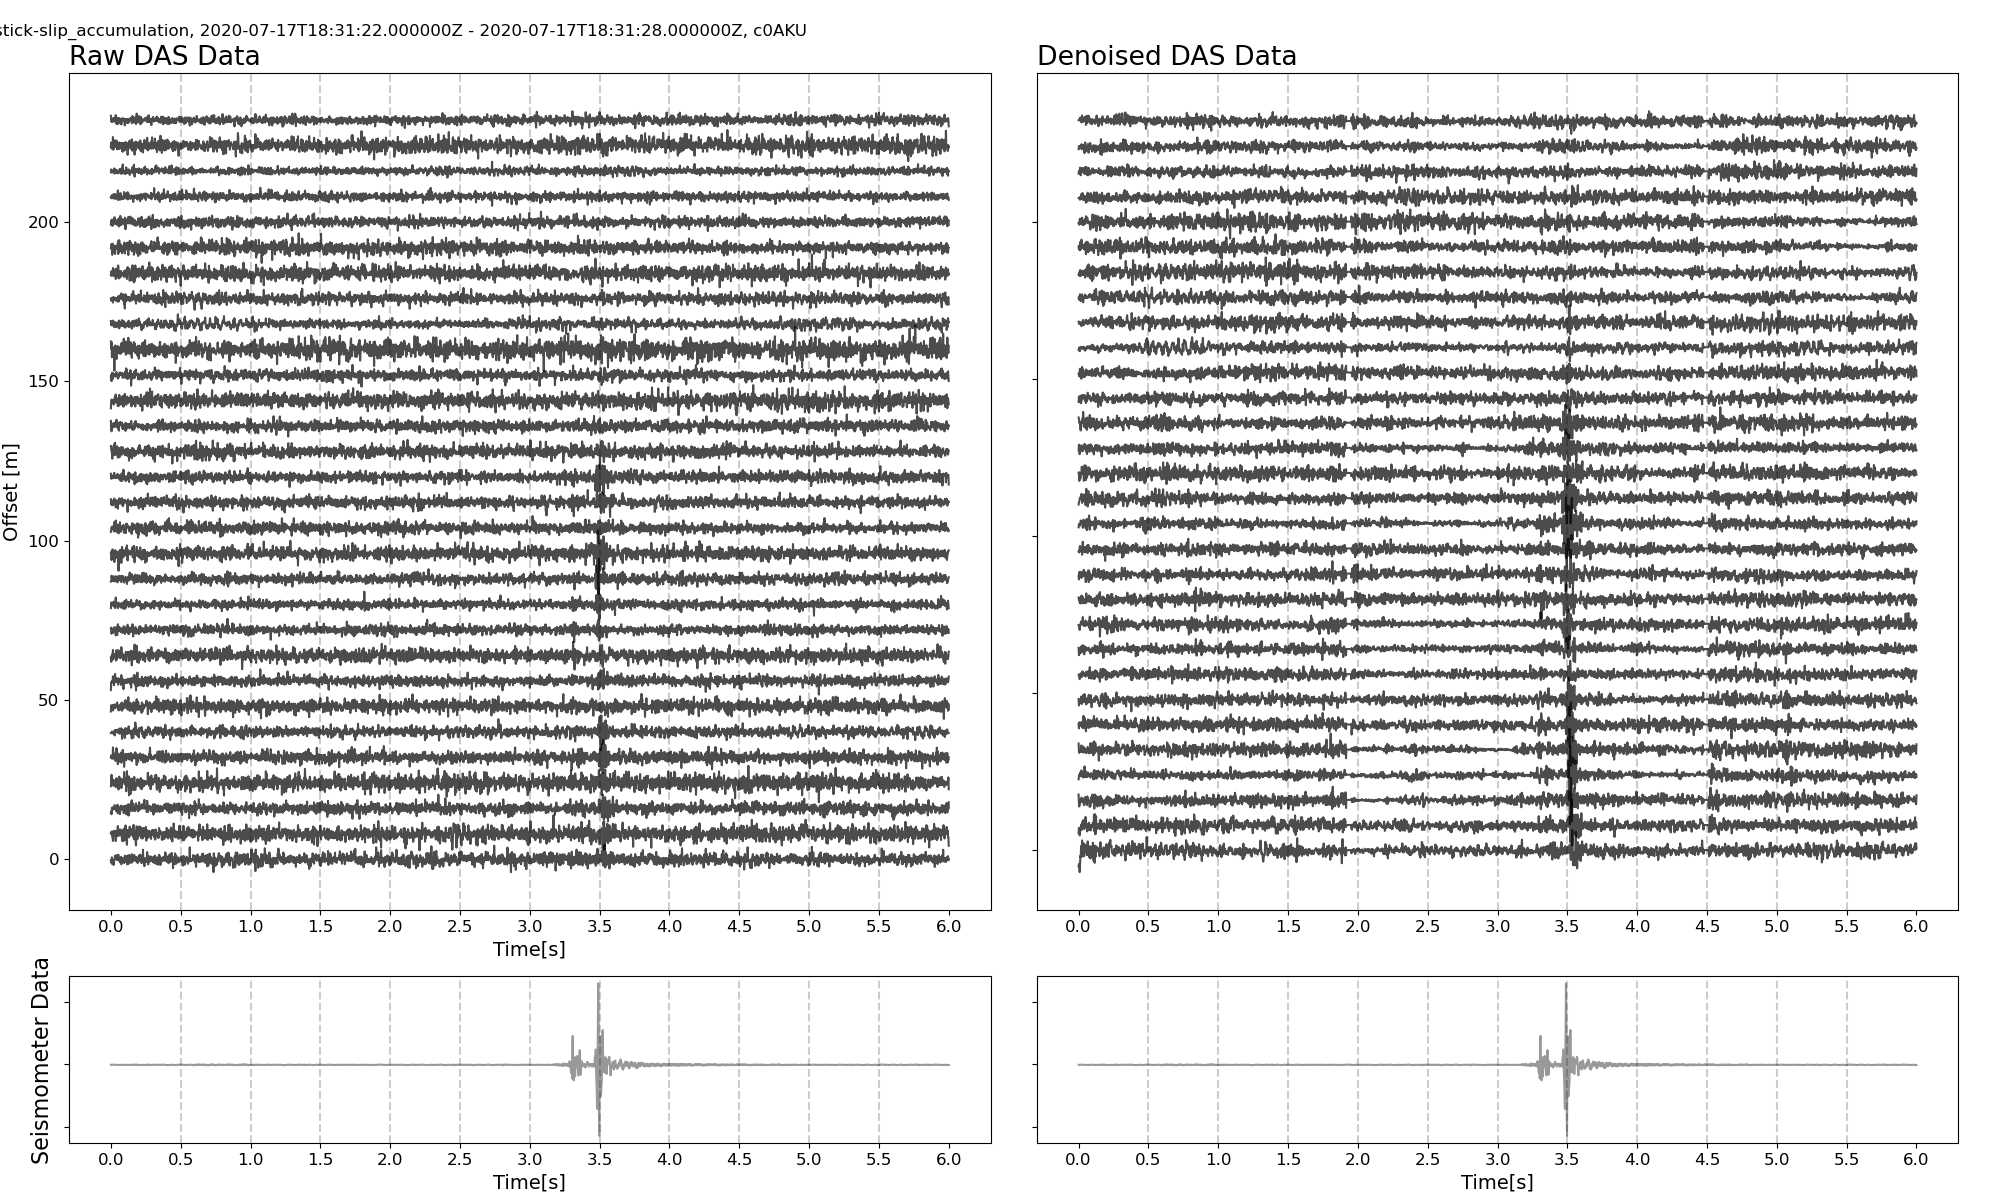 stick-slip_accumulation, 2020-07-17T18:31:22.000000Z - 2020-07-17T18:31:28.000000Z, c0AKU
Raw DAS Data
Denoised DAS Data
Offset [m]
200
150
100
50
0
0.0 0.5 1.0 1.5 2.0 2.5 3.0 3.5 4.0 4.5 5.0 5.5 6.0
Time[s]
0.0 0.5 1.0 1.5 2.0 2.5 3.0 3.5 4.0 4.5 5.0 5.5 6.0
Seismometer Data
0.0 0.5 1.0 1.5 2.0 2.5 3.0 3.5 4.0 4.5 5.0 5.5 6.0
Time[s]
0.0 0.5 1.0 1.5 2.0 2.5 3.0 3.5 4.0 4.5 5.0 5.5 6.0
Time[s]